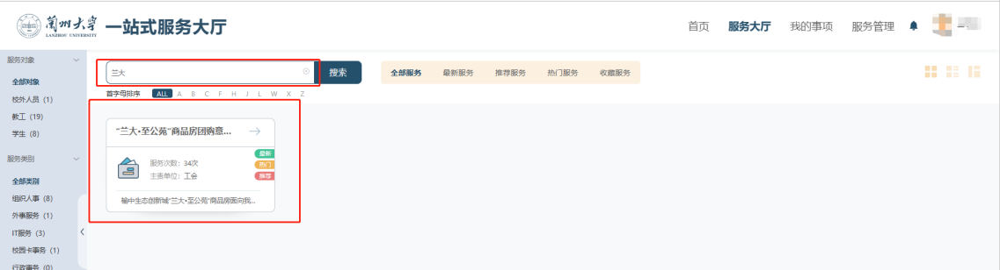 蘭州大学 一站式服务大厅
LANZHOU UNIVERSITY
首页 服务大厅 我的事项 服务管理
服务对象
全部对象
校外人员 (1)
教工 (19)
学生 (8)
服务类别
全部类别
组织人事 (8)
外事服务 (1)
IT服务 (3)
校园卡事务 (1)
行政事务 (0)
兰大 搜索
全部服务 最新服务 推荐服务 热门服务 收藏服务
首字母排序 ALL A B C F H J L W X Z
“兰大·至公苑”商品房团购意... →
最新
服务次数：34次
热门
主责单位：工会
推荐
榆中生态创新城“兰大·至公苑”商品房面向我...